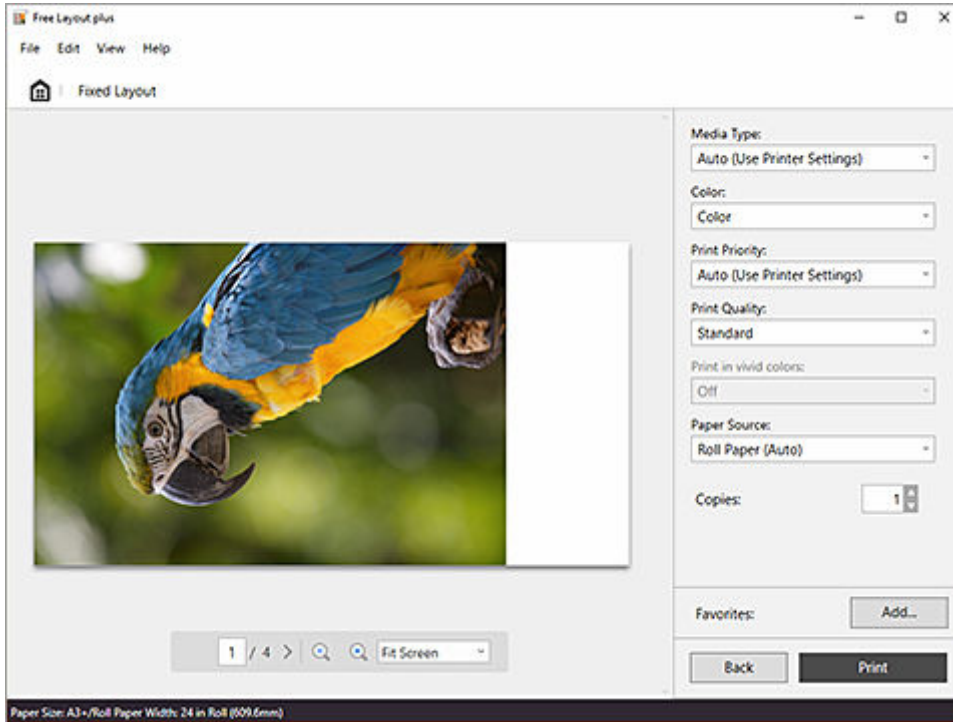 Free Layout plus
File Edit View Help
Fixed Layout
Media Type:
Auto (Use Printer Settings)
Color:
Color
Print Priority:
Auto (Use Printer Settings)
Print Quality:
Standard
Print in vivid colors:
Off
Paper Source:
Roll Paper (Auto)
Copies: 1
Favorites: Add...
1 / 4 > Fit Screen
Back Print
Paper Size: A3+/Roll Paper Width: 24 in Roll (609.6mm)